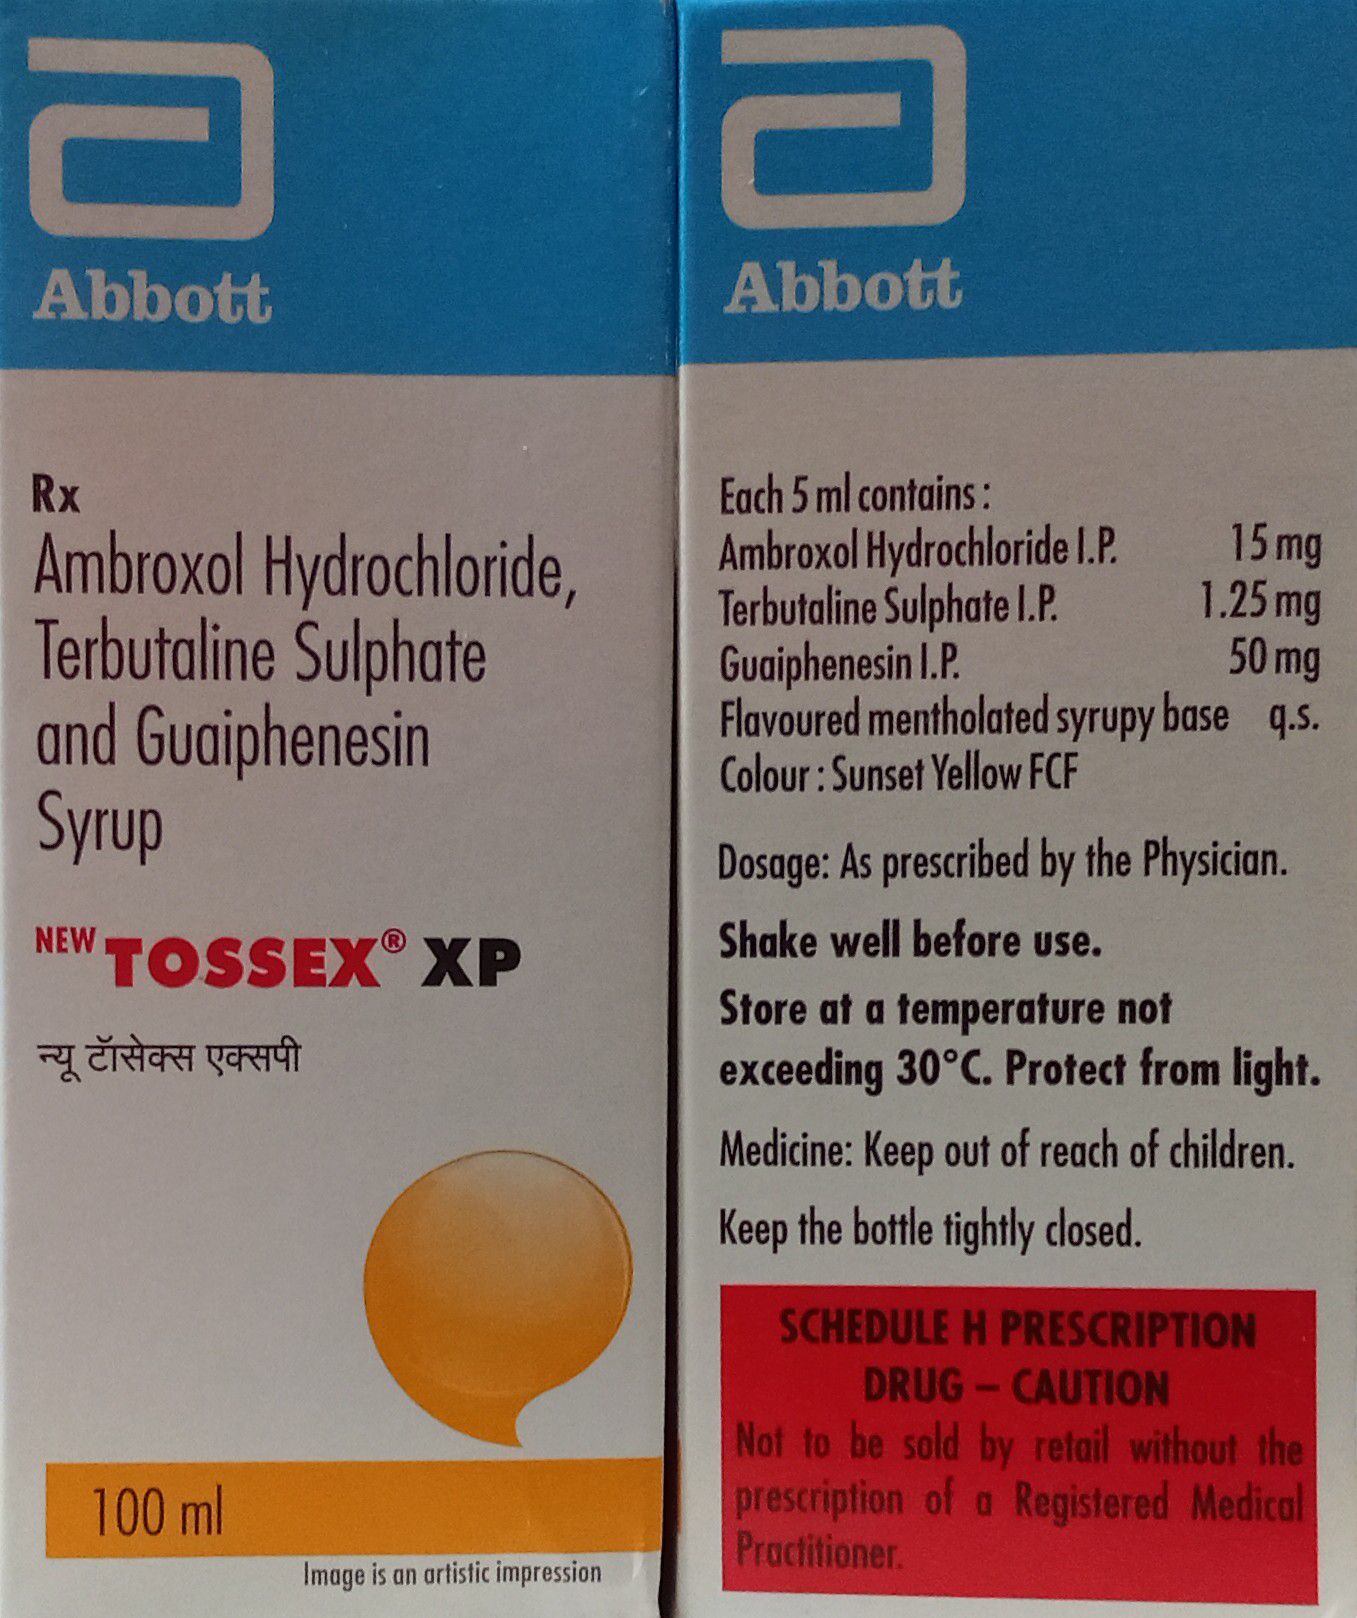 Abbott
Rx
Ambroxol Hydrochloride,
Terbutaline Sulphate
and Guaiphenesin
Syrup
NEW TOSSEX® XP
न्यू टॅासेक्स एक्सपी
100 ml
Image is an artistic impression
Abbott
Each 5 ml contains :
Ambroxol Hydrochloride I.P. 15 mg
Terbutaline Sulphate I.P. 1.25 mg
Guaiphenesin I.P. 50 mg
Flavoured mentholated syrupy base q.s.
Colour : Sunset Yellow FCF
Dosage: As prescribed by the Physician.
Shake well before use.
Store at a temperature not
exceeding 30°C. Protect from light.
Medicine: Keep out of reach of children.
Keep the bottle tightly closed.
SCHEDULE H PRESCRIPTION
DRUG – CAUTION
Not to be sold by retail without the
prescription of a Registered Medical
Practitioner.